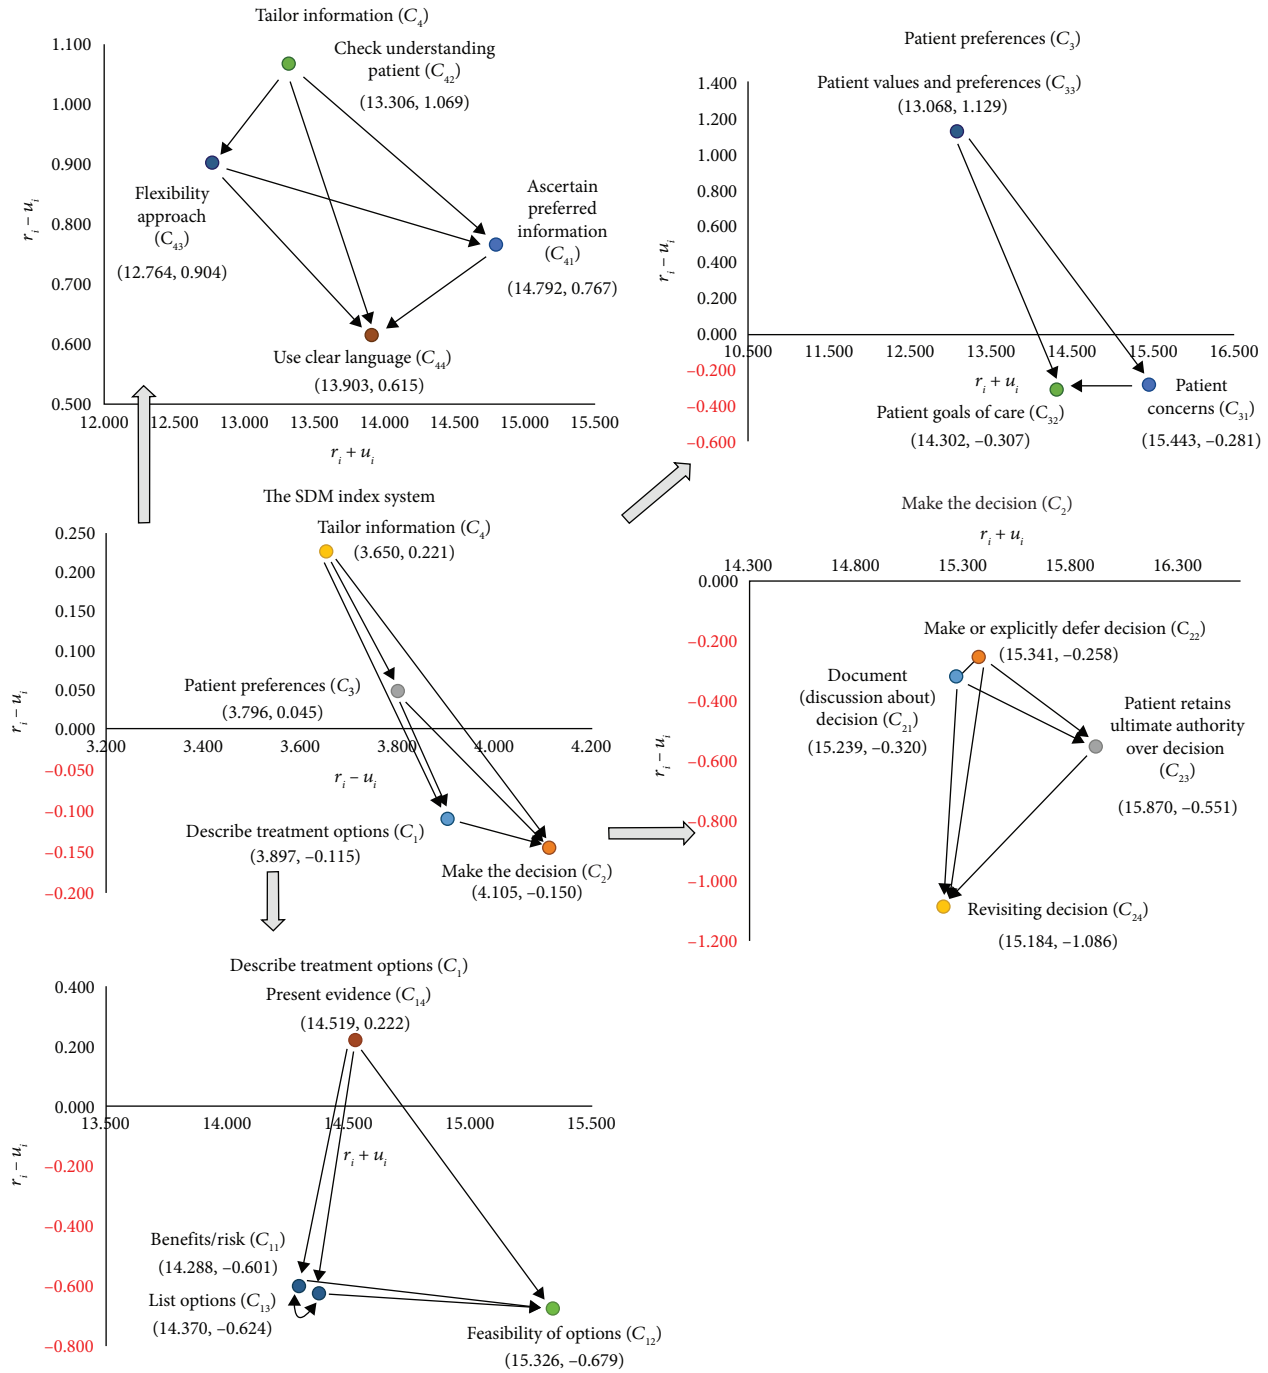 Tailor information (C4)
1.100
1.000
0.900
0.800
0.700
0.600
0.500
ri – ui
Check understanding
patient (C42)
(13.306, 1.069)
Flexibility
approach
(C43)
(12.764, 0.904)
Ascertain
preferred
information
(C41)
(14.792, 0.767)
Use clear language (C44)
(13.903, 0.615)
12.000 12.500 13.000 13.500 14.000 14.500 15.000 15.500
ri + ui
Patient preferences (C3)
1.400
1.200
1.000
0.800
0.600
0.400
0.200
0.000
–0.200
–0.400
–0.600
ri – ui
Patient values and preferences (C33)
(13.068, 1.129)
10.500 11.500 12.500 13.500 14.500 15.500 16.500
ri + ui
Patient goals of care (C32)
(14.302, –0.307)
Patient
concerns (C31)
(15.443, –0.281)
The SDM index system
0.250
0.200
0.150
0.100
0.050
0.000
–0.050
–0.100
–0.150
–0.200
ri – ui
Tailor information (C4)
(3.650, 0.221)
Patient preferences (C3)
(3.796, 0.045)
3.200 3.400 3.600 3.800 4.000 4.200
ri – ui
Describe treatment options (C1)
(3.897, –0.115)
Make the decision (C2)
(4.105, –0.150)
Make the decision (C2)
ri + ui
14.300 14.800 15.300 15.800 16.300
0.000
–0.200
–0.400
–0.600
–0.800
–1.000
–1.200
ri – ui
Make or explicitly defer decision (C22)
(15.341, –0.258)
Document
(discussion about)
decision (C21)
(15.239, –0.320)
Patient retains
ultimate authority
over decision
(C23)
(15.870, –0.551)
Revisiting decision (C24)
(15.184, –1.086)
Describe treatment options (C1)
0.400
0.200
0.000
–0.200
–0.400
–0.600
–0.800
ri – ui
Present evidence (C14)
(14.519, 0.222)
13.500 14.000 14.500 15.000 15.500
ri + ui
Benefits/risk (C11)
(14.288, –0.601)
List options (C13)
(14.370, –0.624)
Feasibility of options (C12)
(15.326, –0.679)